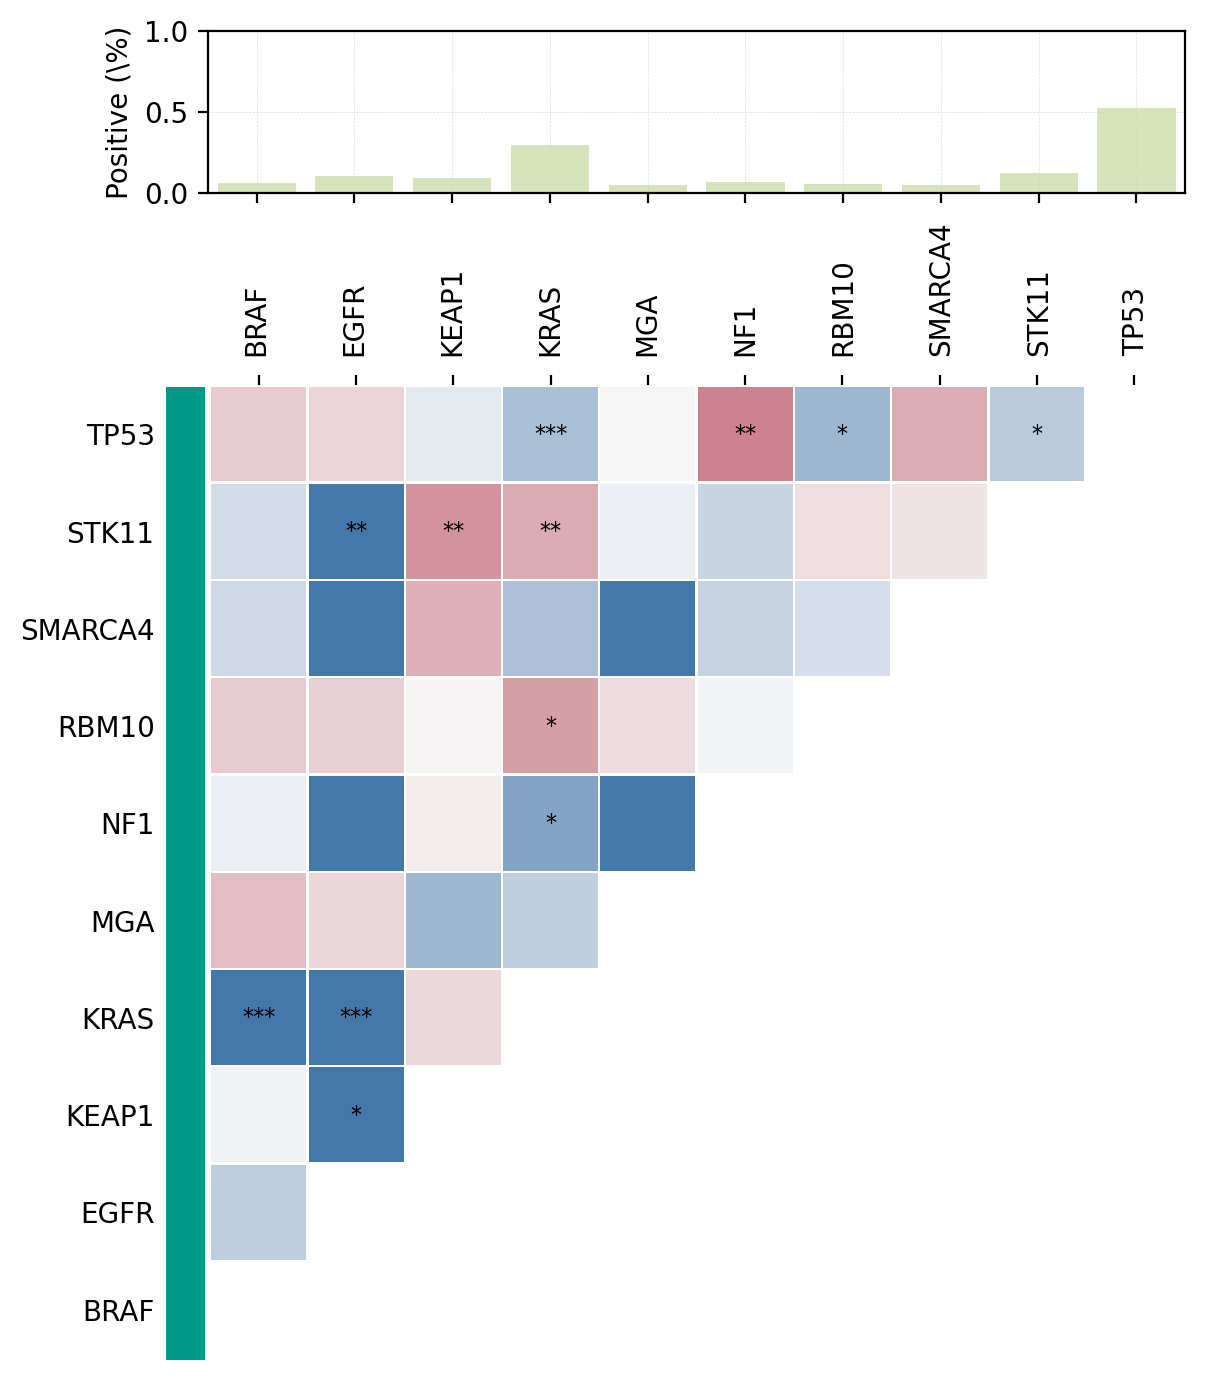 Positive (\%)
1.0
0.5
0.0
BRAF EGFR KEAP1 KRAS MGA NF1 RBM10 SMARCA4 STK11 TP53
TP53 *** ** * *
STK11 ** ** **
SMARCA4
RBM10 *
NF1 *
MGA
KRAS *** ***
KEAP1 *
EGFR
BRAF